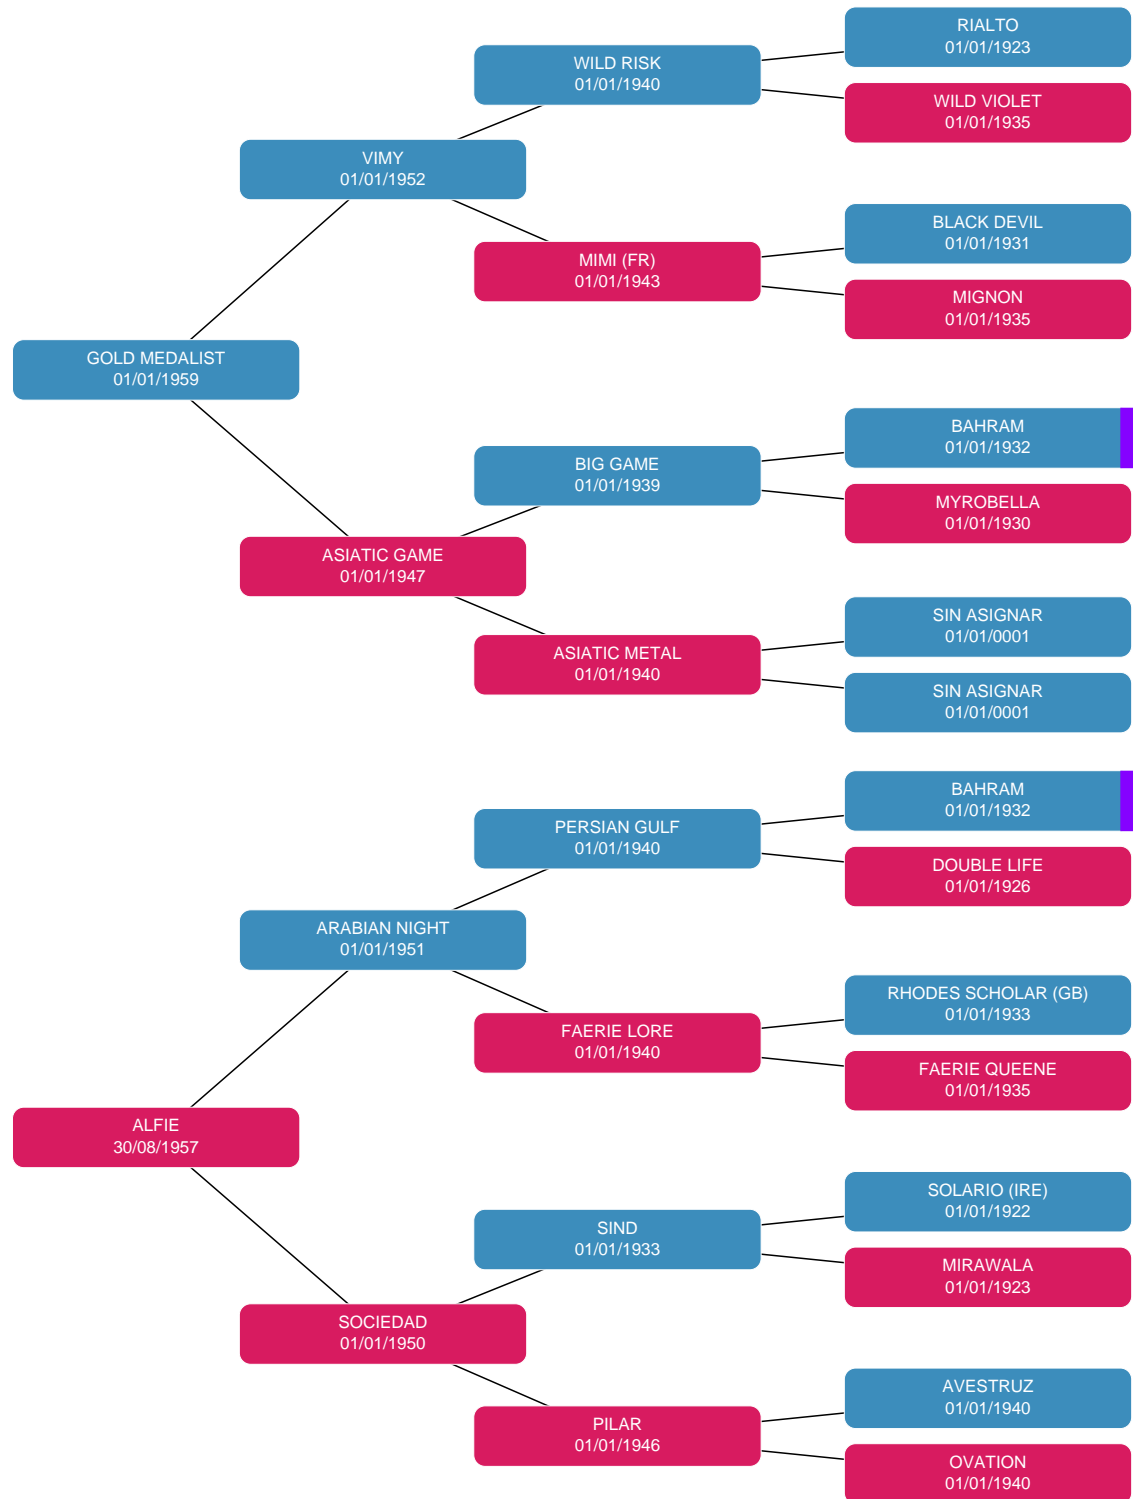 RIALTO
01/01/1923
WILD RISK
01/01/1940
WILD VIOLET
01/01/1935
VIMY
01/01/1952
BLACK DEVIL
01/01/1931
MIMI (FR)
01/01/1943
MIGNON
01/01/1935
GOLD MEDALIST
01/01/1959
BAHRAM
01/01/1932
BIG GAME
01/01/1939
MYROBELLA
01/01/1930
ASIATIC GAME
01/01/1947
SIN ASIGNAR
01/01/0001
ASIATIC METAL
01/01/1940
SIN ASIGNAR
01/01/0001
BAHRAM
01/01/1932
PERSIAN GULF
01/01/1940
DOUBLE LIFE
01/01/1926
ARABIAN NIGHT
01/01/1951
RHODES SCHOLAR (GB)
01/01/1933
FAERIE LORE
01/01/1940
FAERIE QUEENE
01/01/1935
ALFIE
30/08/1957
SOLARIO (IRE)
01/01/1922
SIND
01/01/1933
MIRAWALA
01/01/1923
SOCIEDAD
01/01/1950
AVESTRUZ
01/01/1940
PILAR
01/01/1946
OVATION
01/01/1940